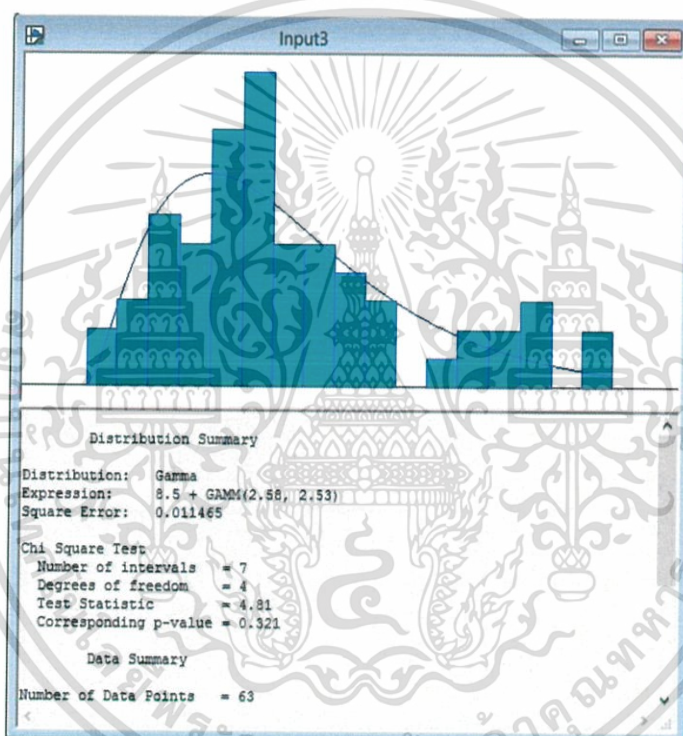 Input3
Distribution Summary
Distribution: Gamma
Expression: 8.5 + GAMM(2.58, 2.53)
Square Error: 0.011465
Chi Square Test
Number of intervals = 7
Degrees of freedom = 4
Test Statistic = 4.81
Corresponding p-value = 0.321
Data Summary
Number of Data Points = 63